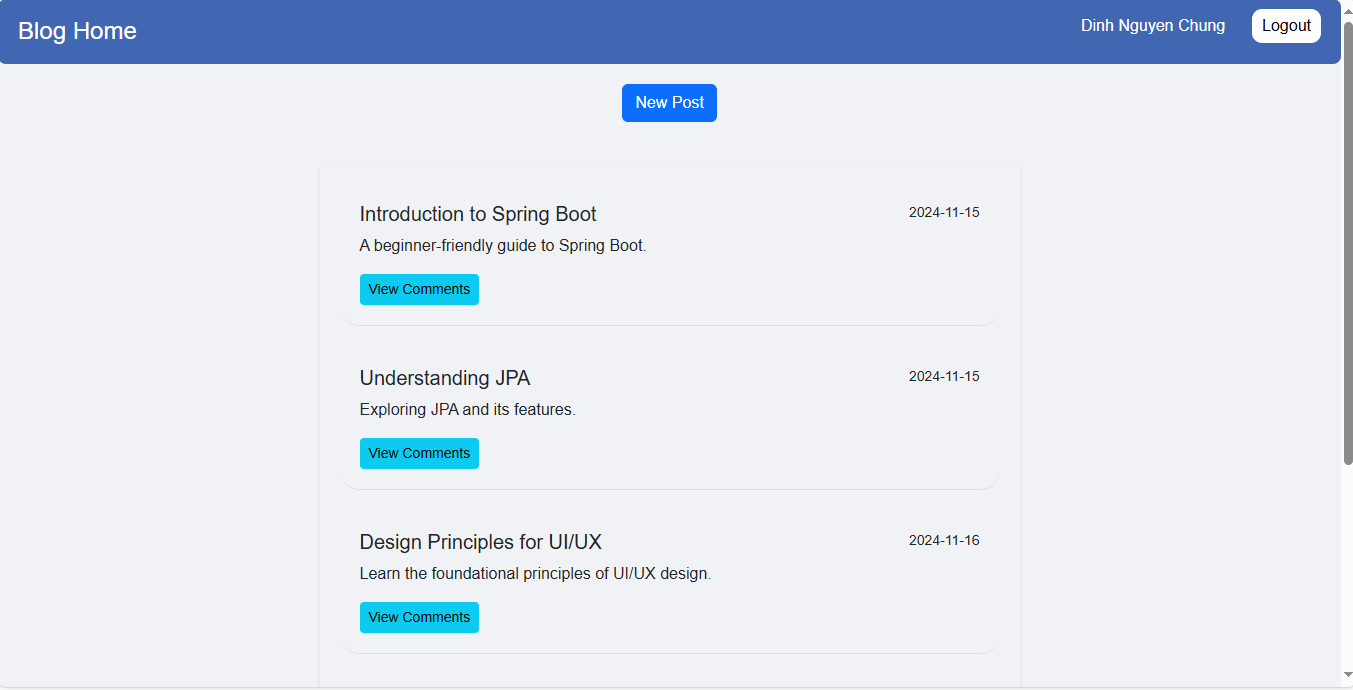 Blog Home
Dinh Nguyen Chung
Logout
New Post
Introduction to Spring Boot
2024-11-15
A beginner-friendly guide to Spring Boot.
View Comments
Understanding JPA
2024-11-15
Exploring JPA and its features.
View Comments
Design Principles for UI/UX
2024-11-16
Learn the foundational principles of UI/UX design.
View Comments